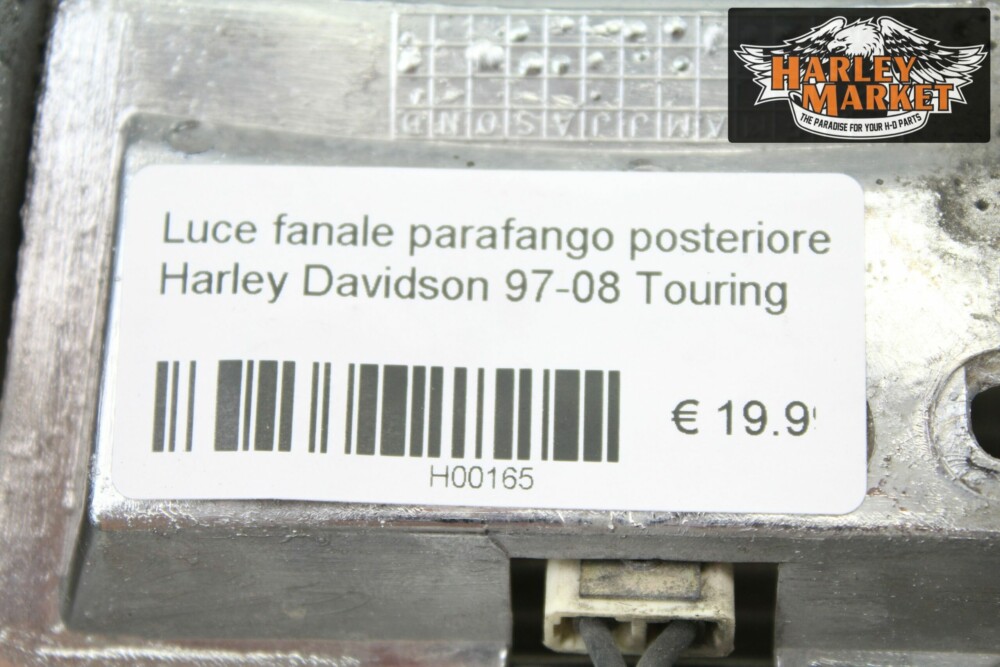 HARLEY
MARKET
THE PARADISE FOR YOUR H-D PARTS
AMJJASOND
Luce fanale parafango posteriore
Harley Davidson 97-08 Touring
€ 19.9
H00165